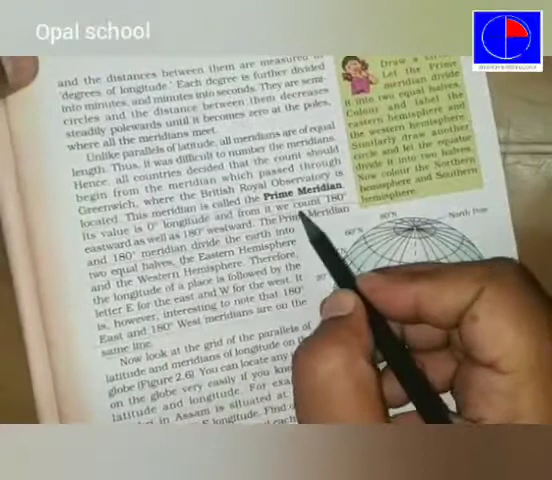 Opal school
and the distances between them are measured in
'degrees of longitude.' Each degree is further divided
into minutes, and minutes into seconds. They are semi-
circles and the distance between them decreases
steadily polewards until it becomes zero at the poles,
where all the meridians meet.
Unlike parallels of latitude, all meridians are of equal
length. Thus, it was difficult to number the meridians.
Hence, all countries decided that the count should
begin from the meridian which passed through
Greenwich, where the British Royal Observatory is
located. This meridian is called the Prime Meridian.
Its value is 0° longitude and from it we count 180°
eastward as well as 180° westward. The Prime Meridian
and 180° meridian divide the earth into
two equal halves, the Eastern Hemisphere
and the Western Hemisphere. Therefore,
the longitude of a place is followed by the
letter E for the east and W for the west. It
is, however, interesting to note that 180°
East and 180° West meridians are on the
same line.
Now look at the grid of the parallels of
latitude and meridians of longitude on
globe (Figure 2.6). You can locate any
on the globe very easily if you know
latitude and longitude. For
in Assam is situated at
longitude. Find
each
Draw a
Let the Prime
meridian divide
it into two equal halves.
Colour and label the
eastern hemisphere and
the western hemisphere.
Similarly draw another
circle and let the equator
divide it into two halves.
Now colour the Northern
hemisphere and Southern
hemisphere.
80°N
North Pole
60°N